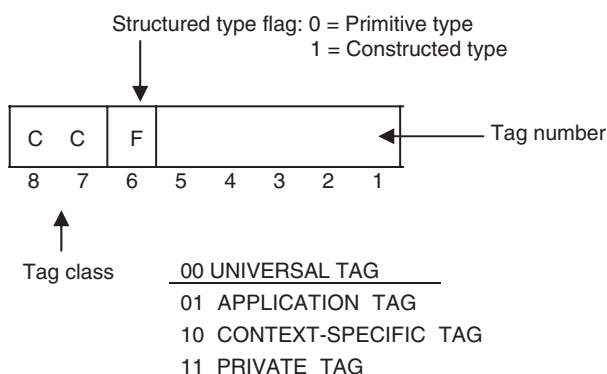 Structured type flag: 0 = Primitive type
1 = Constructed type
C C F
Tag number
8 7 6 5 4 3 2 1
Tag class
00 UNIVERSAL TAG
01 APPLICATION TAG
10 CONTEXT-SPECIFIC TAG
11 PRIVATE TAG